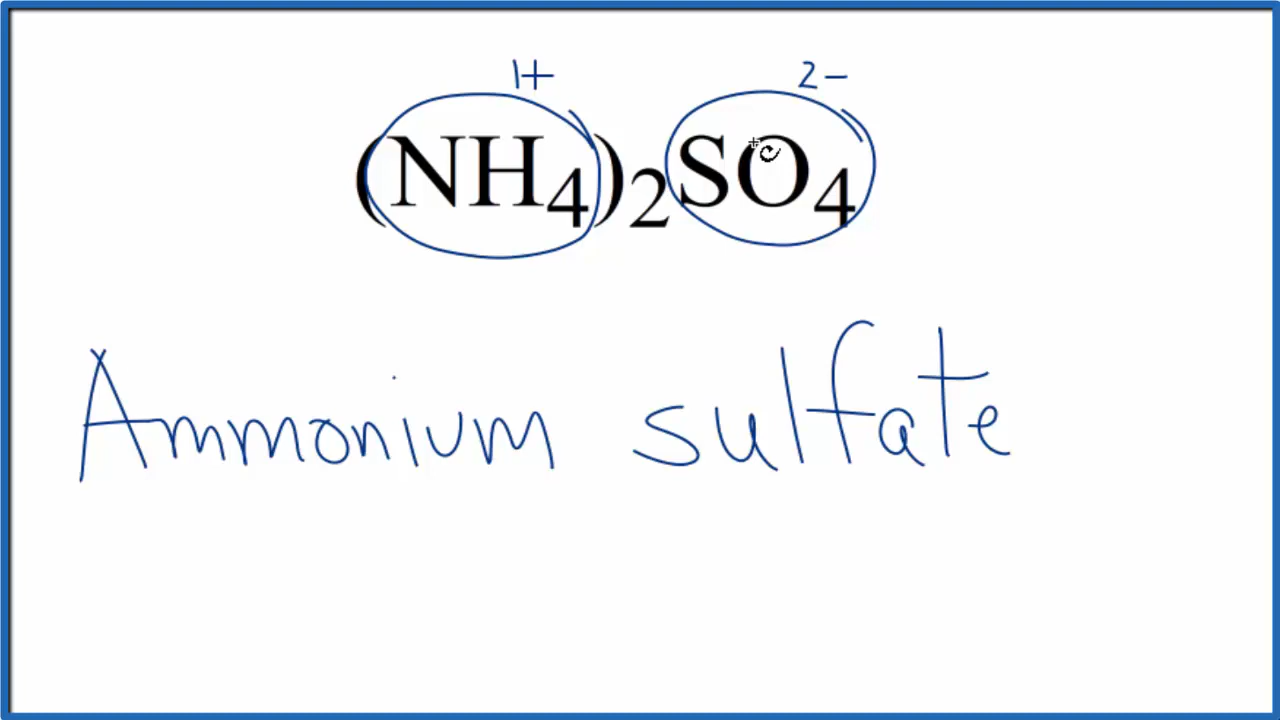 1+ 2-
(NH₄)₂SO₄
Ammonium sulfate